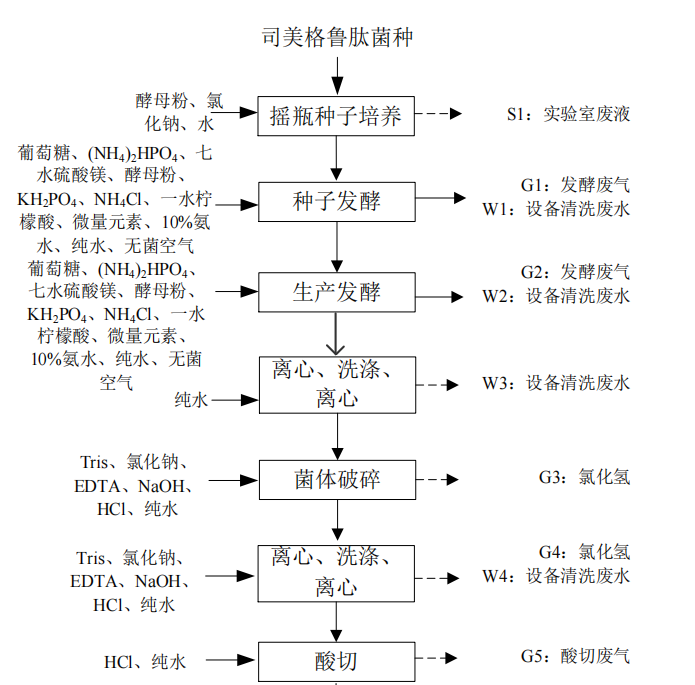 司美格鲁肽菌种
酵母粉、氯
化钠、水
摇瓶种子培养
S1：实验室废液
葡萄糖、(NH4)2HPO4、七
水硫酸镁、酵母粉、
KH2PO4、NH4Cl、一水柠
檬酸、微量元素、10%氨
水、纯水、无菌空气
种子发酵
G1：发酵废气
W1：设备清洗废水
葡萄糖、(NH4)2HPO4、
七水硫酸镁、酵母粉、
KH2PO4、NH4Cl、一水
柠檬酸、微量元素、
10%氨水、纯水、无菌
空气
生产发酵
G2：发酵废气
W2：设备清洗废水
纯水
离心、洗涤、
离心
W3：设备清洗废水
Tris、氯化钠、
EDTA、NaOH、
HCl、纯水
菌体破碎
G3：氯化氢
Tris、氯化钠、
EDTA、NaOH、
HCl、纯水
离心、洗涤、
离心
G4：氯化氢
W4：设备清洗废水
HCl、纯水
酸切
G5：酸切废气